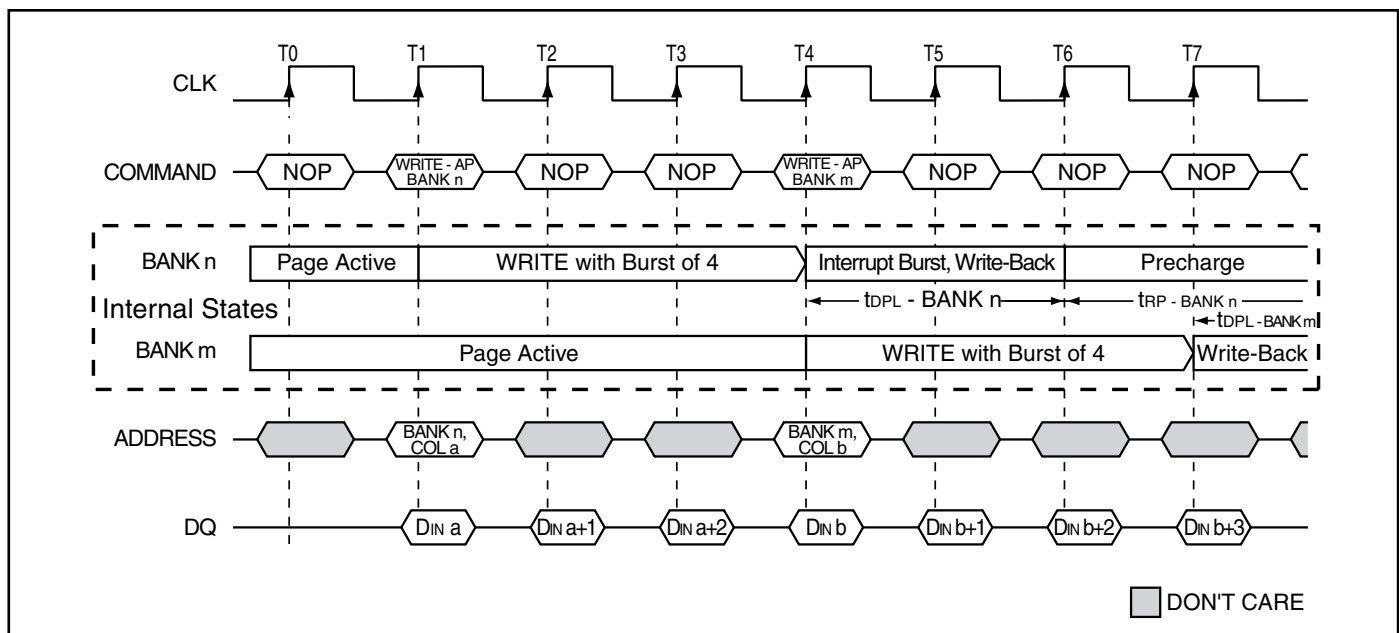 T0 T1 T2 T3 T4 T5 T6 T7
CLK
COMMAND NOP WRITE - AP BANK n NOP NOP WRITE - AP BANK m NOP NOP NOP
BANK n Page Active WRITE with Burst of 4 Interrupt Burst, Write-Back Precharge
Internal States tDPL - BANK n tRP - BANK n
tDPL - BANK m
BANK m Page Active WRITE with Burst of 4 Write-Back
ADDRESS BANK n, COL a BANK m, COL b
DQ DIN a DIN a+1 DIN a+2 DIN b DIN b+1 DIN b+2 DIN b+3
DON'T CARE